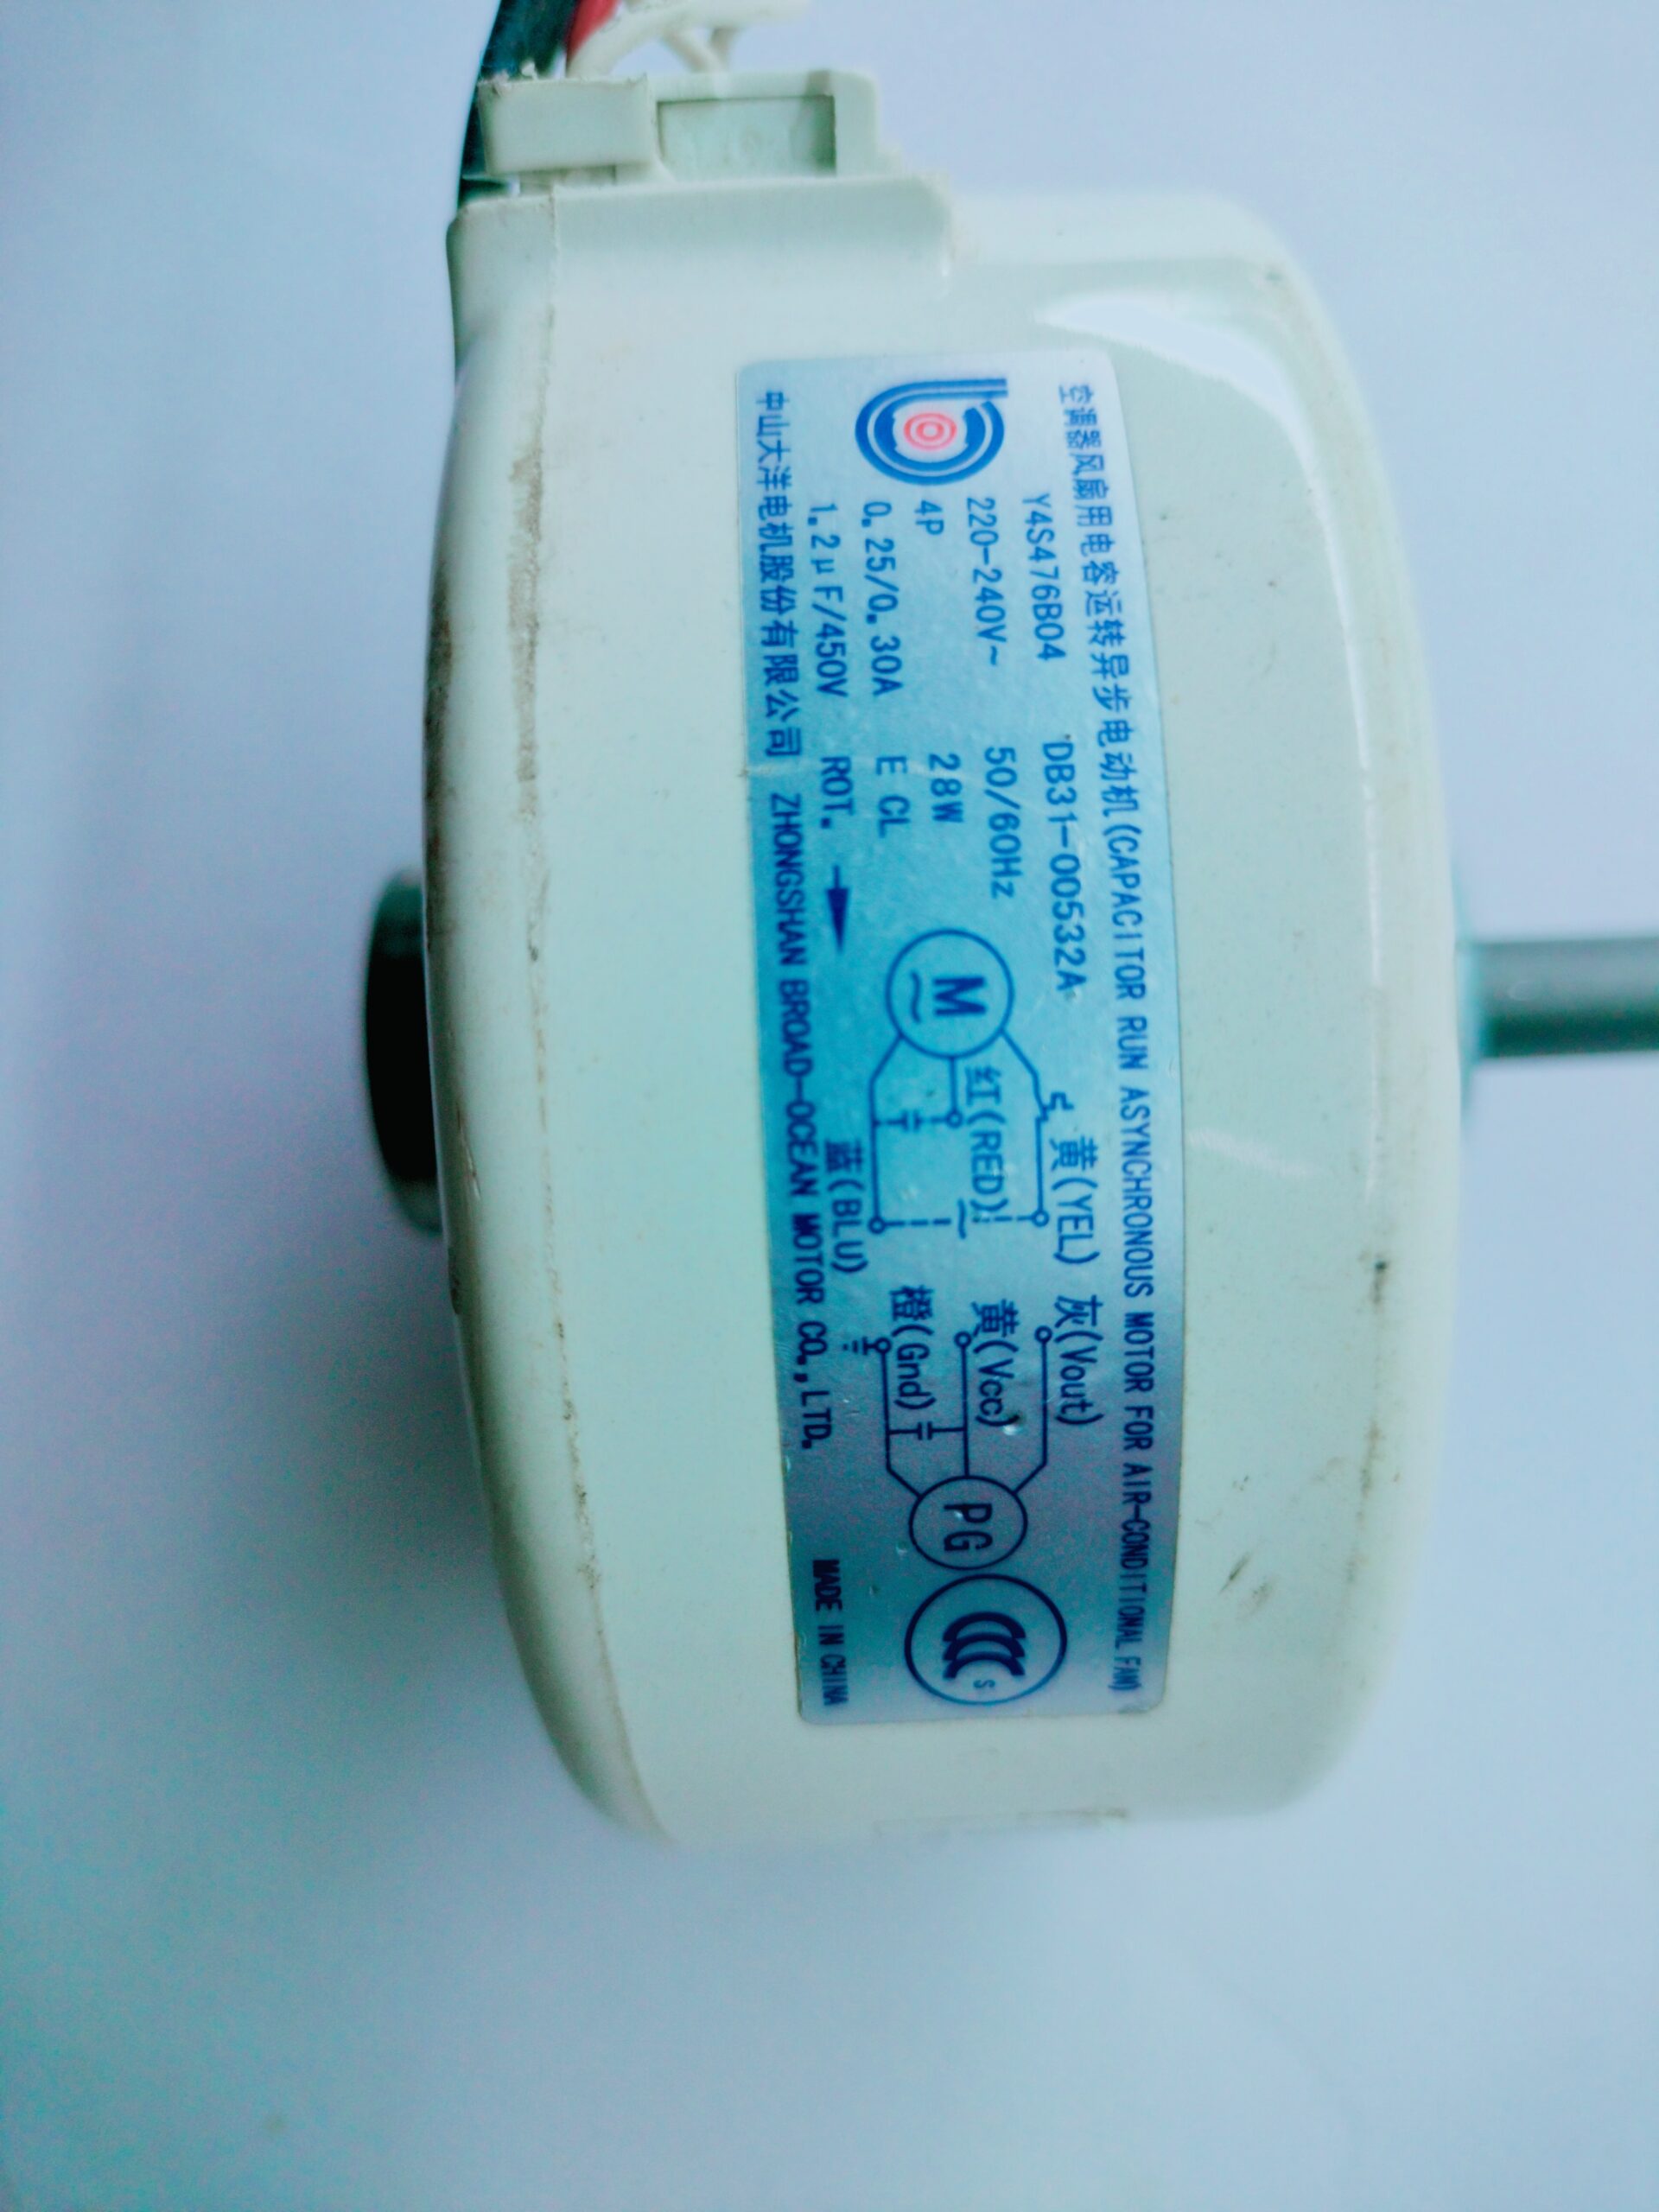 空调器风扇用电容运转异步电动机(CAPACITOR RUN ASYNCHRONOUS MOTOR FOR AIR-CONDITIONAL FAN)
Y4S476B04 DB31-00532A
220-240V~ 50/60Hz
4P 28W
0.25/0.30A E CL
1.2μF/450V ROT.
M
~
黄(YEL)
红(RED)
~
蓝(BLU)
灰(Vout)
黄(Vcc)
橙(Gnd)
PG
CCC S
中山大洋电机股份有限公司 ZHONGSHAN BROAD-OCEAN MOTOR CO.,LTD. MADE IN CHINA